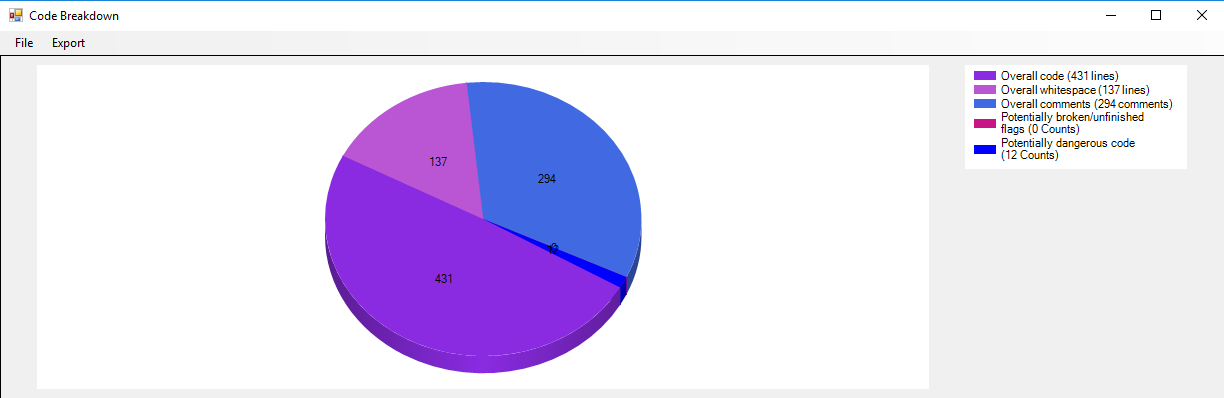 Code Breakdown
File Export
Overall code (431 lines)
Overall whitespace (137 lines)
Overall comments (294 comments)
Potentially broken/unfinished
flags (0 Counts)
Potentially dangerous code
(12 Counts)
137
294
431